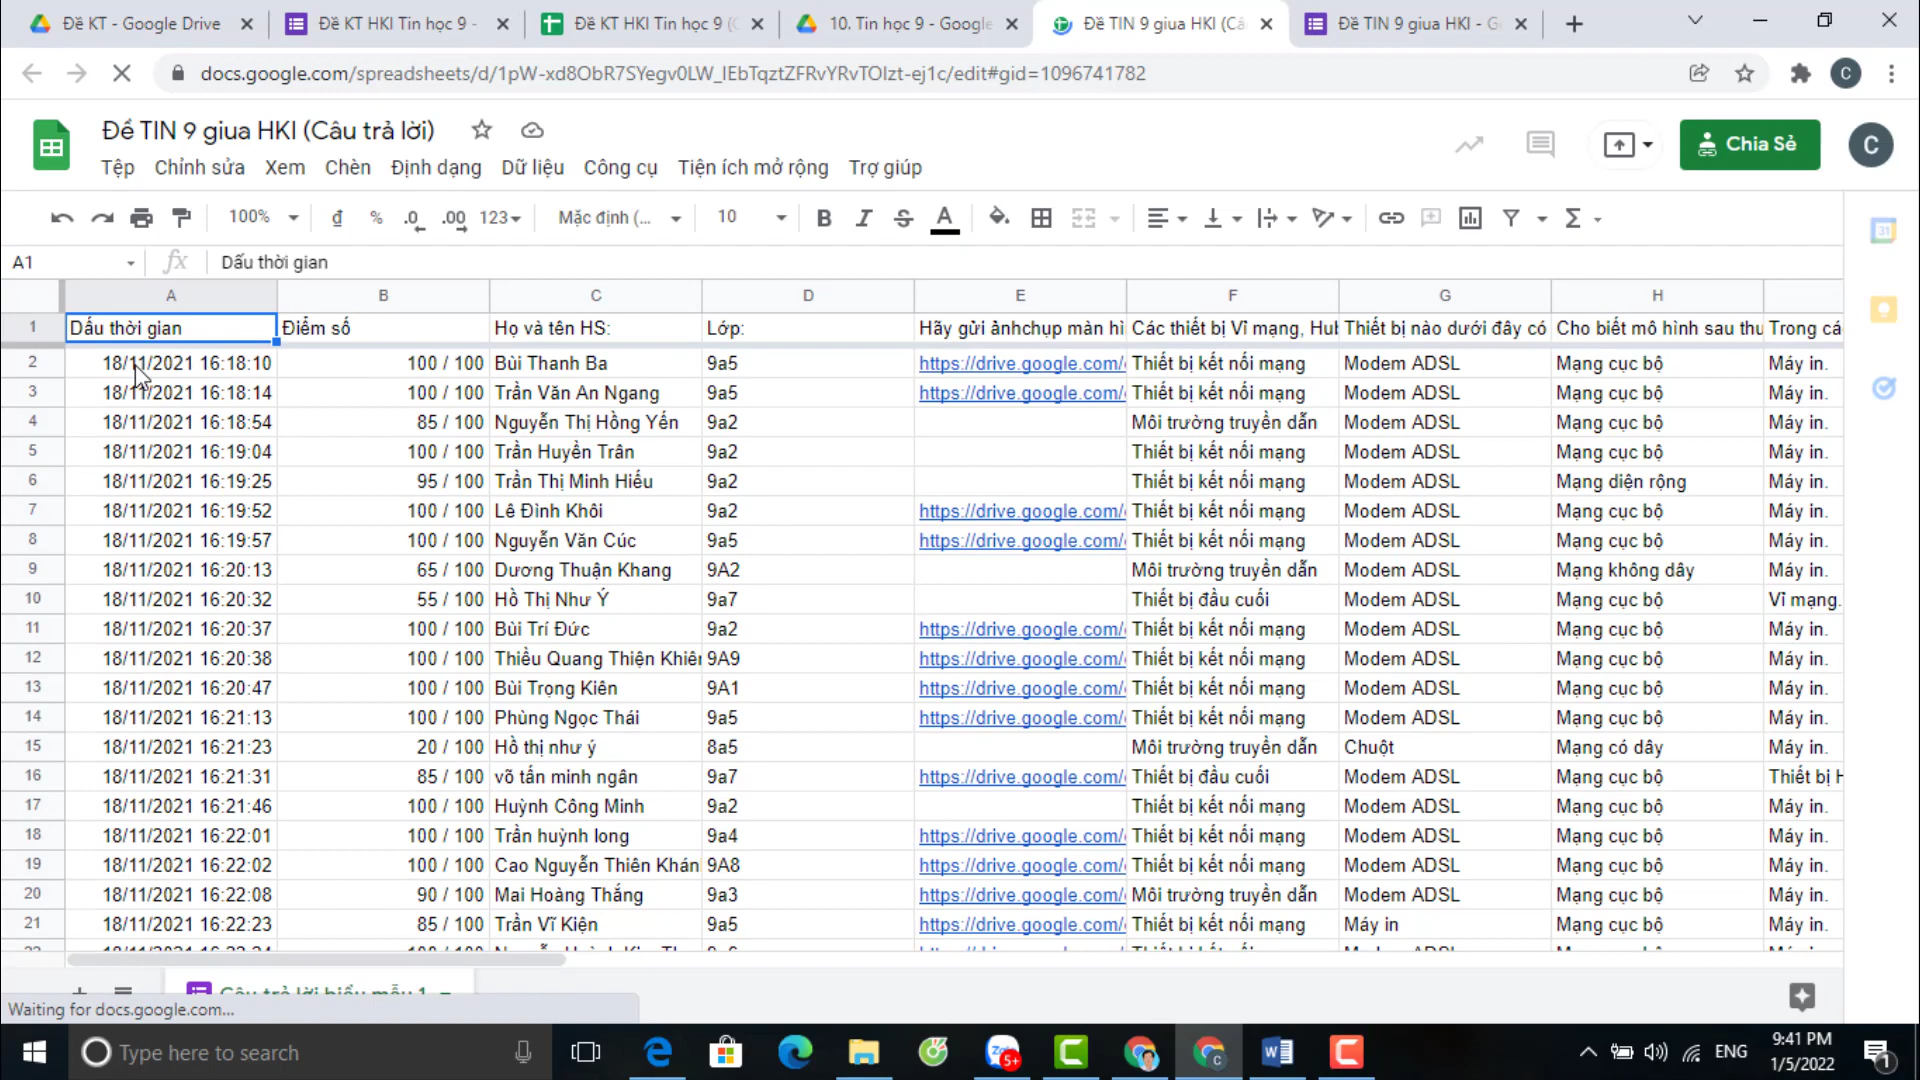 Đề KT - Google Drive
Đề KT HKI Tin học 9 -
Đề KT HKI Tin học 9 (
10. Tin học 9 - Google
Đề TIN 9 giua HKI (Câ
Đề TIN 9 giua HKI - G
docs.google.com/spreadsheets/d/1pW-xd8ObR7SYegv0LW_lEbTqztZFRvYRvTOlzt-ej1c/edit#gid=1096741782
C
Đề TIN 9 giua HKI (Câu trả lời)
Tệp Chỉnh sửa Xem Chèn Định dạng Dữ liệu Công cụ Tiện ích mở rộng Trợ giúp
Chia Sẻ
C
100% đ % .0 .00 123 Mặc định (... 10 B I S A Σ
31
A1 fx Dấu thời gian
A B C D E F G H
1 Dấu thời gian Điểm số Họ và tên HS: Lớp: Hãy gửi ảnhchụp màn hì Các thiết bị Vỉ mạng, Hub Thiết bị nào dưới đây có Cho biết mô hình sau thu Trong cá
2 18/11/2021 16:18:10 100 / 100 Bùi Thanh Ba 9a5 https://drive.google.com/ Thiết bị kết nối mạng Modem ADSL Mạng cục bộ Máy in.
3 18/11/2021 16:18:14 100 / 100 Trần Văn An Ngang 9a5 https://drive.google.com/ Thiết bị kết nối mạng Modem ADSL Mạng cục bộ Máy in.
4 18/11/2021 16:18:54 85 / 100 Nguyễn Thị Hồng Yến 9a2 Môi trường truyền dẫn Modem ADSL Mạng cục bộ Máy in.
5 18/11/2021 16:19:04 100 / 100 Trần Huyền Trân 9a2 Thiết bị kết nối mạng Modem ADSL Mạng cục bộ Máy in.
6 18/11/2021 16:19:25 95 / 100 Trần Thị Minh Hiếu 9a2 Thiết bị kết nối mạng Modem ADSL Mạng diện rộng Máy in.
7 18/11/2021 16:19:52 100 / 100 Lê Đình Khôi 9a2 https://drive.google.com/ Thiết bị kết nối mạng Modem ADSL Mạng cục bộ Máy in.
8 18/11/2021 16:19:57 100 / 100 Nguyễn Văn Cúc 9a5 https://drive.google.com/ Thiết bị kết nối mạng Modem ADSL Mạng cục bộ Máy in.
9 18/11/2021 16:20:13 65 / 100 Dương Thuận Khang 9A2 Môi trường truyền dẫn Modem ADSL Mạng không dây Máy in.
10 18/11/2021 16:20:32 55 / 100 Hồ Thị Như Ý 9a7 Thiết bị đầu cuối Modem ADSL Mạng cục bộ Vỉ mạng.
11 18/11/2021 16:20:37 100 / 100 Bùi Trí Đức 9a2 https://drive.google.com/ Thiết bị kết nối mạng Modem ADSL Mạng cục bộ Máy in.
12 18/11/2021 16:20:38 100 / 100 Thiều Quang Thiện Khiê 9A9 https://drive.google.com/ Thiết bị kết nối mạng Modem ADSL Mạng cục bộ Máy in.
13 18/11/2021 16:20:47 100 / 100 Bùi Trọng Kiên 9A1 https://drive.google.com/ Thiết bị kết nối mạng Modem ADSL Mạng cục bộ Máy in.
14 18/11/2021 16:21:13 100 / 100 Phùng Ngọc Thái 9a5 https://drive.google.com/ Thiết bị kết nối mạng Modem ADSL Mạng cục bộ Máy in.
15 18/11/2021 16:21:23 20 / 100 Hồ thị như ý 8a5 Môi trường truyền dẫn Chuột Mạng có dây Máy in.
16 18/11/2021 16:21:31 85 / 100 võ tấn minh ngân 9a7 https://drive.google.com/ Thiết bị đầu cuối Modem ADSL Mạng cục bộ Thiết bị H
17 18/11/2021 16:21:46 100 / 100 Huỳnh Công Minh 9a2 Thiết bị kết nối mạng Modem ADSL Mạng cục bộ Máy in.
18 18/11/2021 16:22:01 100 / 100 Trần huỳnh long 9a4 https://drive.google.com/ Thiết bị kết nối mạng Modem ADSL Mạng cục bộ Máy in.
19 18/11/2021 16:22:02 100 / 100 Cao Nguyễn Thiên Khán 9A8 https://drive.google.com/ Thiết bị kết nối mạng Modem ADSL Mạng cục bộ Máy in.
20 18/11/2021 16:22:08 90 / 100 Mai Hoàng Thắng 9a3 https://drive.google.com/ Môi trường truyền dẫn Modem ADSL Mạng cục bộ Máy in.
21 18/11/2021 16:22:23 85 / 100 Trần Vĩ Kiện 9a5 https://drive.google.com/ Thiết bị kết nối mạng Máy in Mạng cục bộ Máy in.
Câu trả lời biểu mẫu 1
Waiting for docs.google.com...
Type here to search
Zalo 5+
C
ENG
9:41 PM
1/5/2022
1